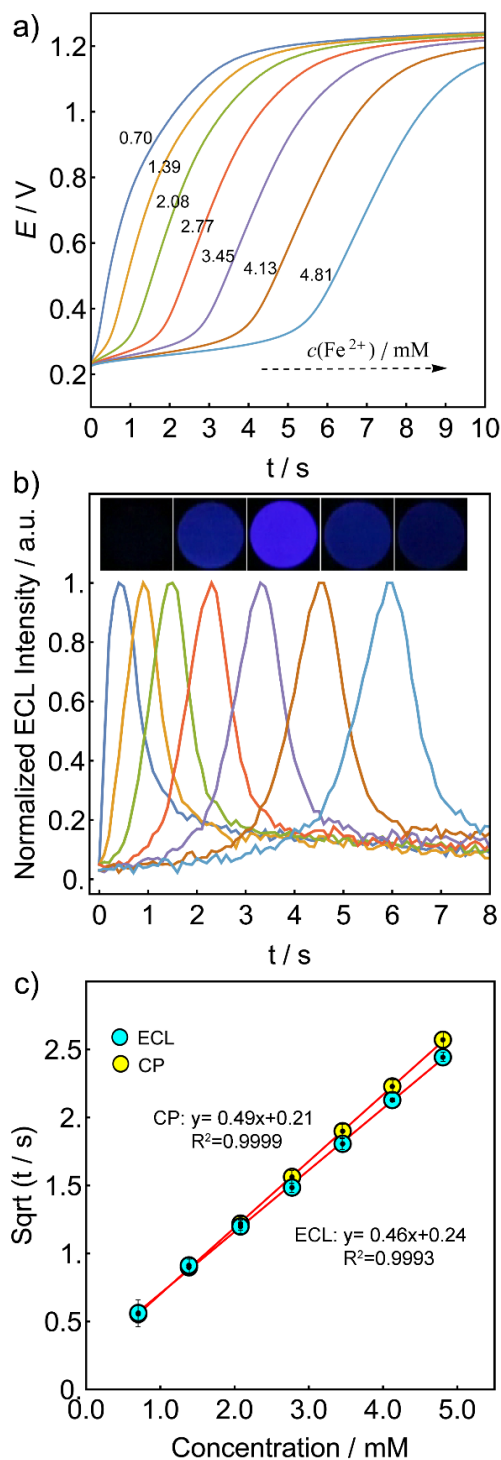 a)
1.2
1.
0.8
0.6
0.4
0.2
E / V
0.70
1.39
2.08
2.77
3.45
4.13
4.81
c(Fe2+) / mM
0 1 2 3 4 5 6 7 8 9 10
t / s
b)
1.
0.8
0.6
0.4
0.2
0.
Normalized ECL Intensity / a.u.
0 1 2 3 4 5 6 7 8
t / s
c)
2.5
2.0
1.5
1.0
0.5
0.
Sqrt (t / s)
ECL
CP
CP: y= 0.49x+0.21
R²=0.9999
ECL: y= 0.46x+0.24
R²=0.9993
0. 1.0 2.0 3.0 4.0 5.0
Concentration / mM